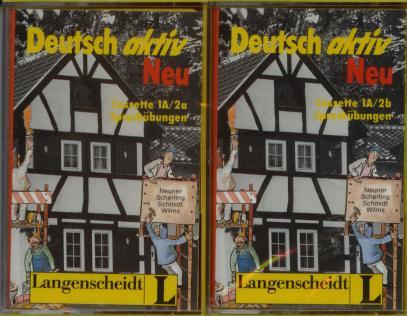 Deutsch aktiv
Neu
Cassette 1A/2a
Sprechübungen
Neuner
Scherling
Schmidt
Wilms
Langenscheidt L
Deutsch aktiv
Neu
Cassette 1A/2b
Sprechübungen
Neuner
Scherling
Schmidt
Wilms
Langenscheidt L